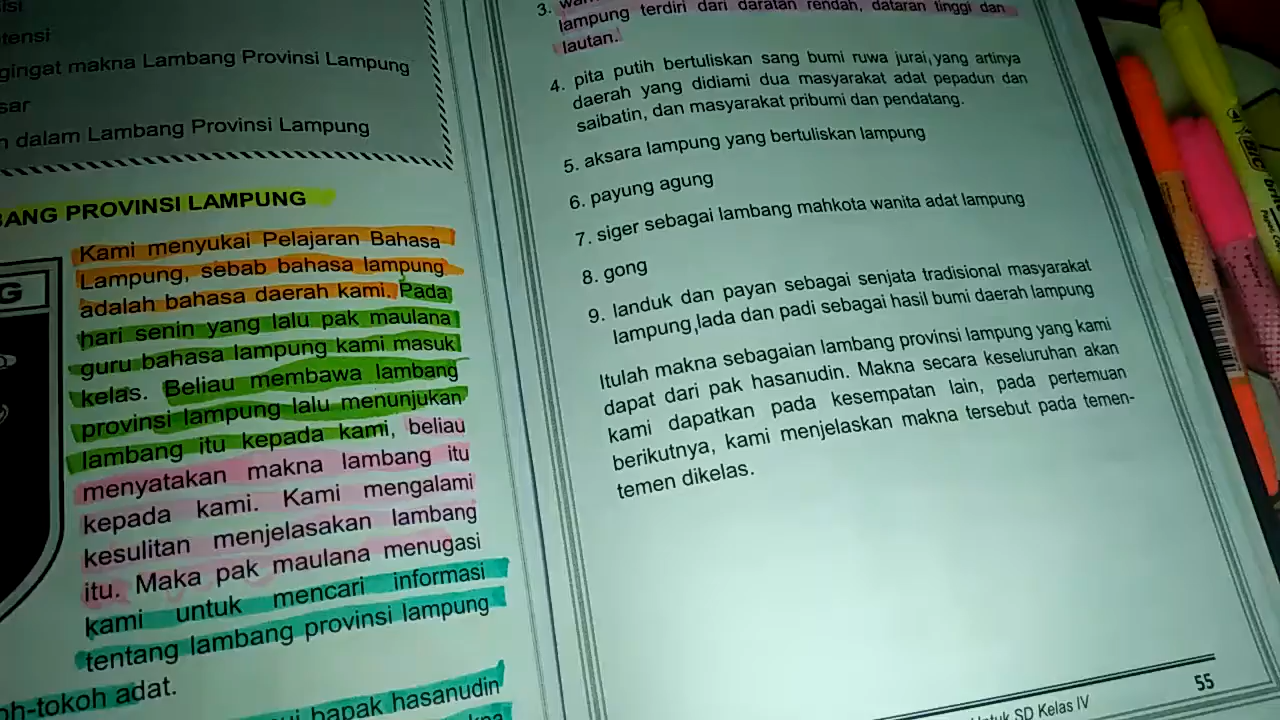 tensi
gingat makna Lambang Provinsi Lampung
sar
dalam Lambang Provinsi Lampung
BANG PROVINSI LAMPUNG
G
Kami menyukai Pelajaran Bahasa
Lampung, sebab bahasa lampung
adalah bahasa daerah kami. Pada
hari senin yang lalu pak maulana
guru bahasa lampung kami masuk
kelas. Beliau membawa lambang
provinsi lampung lalu menunjukan
lambang itu kepada kami, beliau
menyatakan makna lambang itu
kepada kami. Kami mengalami
kesulitan menjelasakan lambang
itu. Maka pak maulana menugasi
kami untuk mencari informasi
tentang lambang provinsi lampung
oh-tokoh adat.
bapak hasanudin
3.
lampung terdiri dari daratan rendah, dataran tinggi dan
lautan.
4. pita putih bertuliskan sang bumi ruwa jurai, yang artinya
daerah yang didiami dua masyarakat adat pepadun dan
saibatin, dan masyarakat pribumi dan pendatang.
5. aksara lampung yang bertuliskan lampung
6. payung agung
7. siger sebagai lambang mahkota wanita adat lampung
8. gong
9. landuk dan payan sebagai senjata tradisional masyarakat
lampung,lada dan padi sebagai hasil bumi daerah lampung
Itulah makna sebagaian lambang provinsi lampung yang kami
dapat dari pak hasanudin. Makna secara keseluruhan akan
kami dapatkan pada kesempatan lain, pada pertemuan
berikutnya, kami menjelaskan makna tersebut pada temen-
temen dikelas.
untuk SD Kelas IV
55
BIC